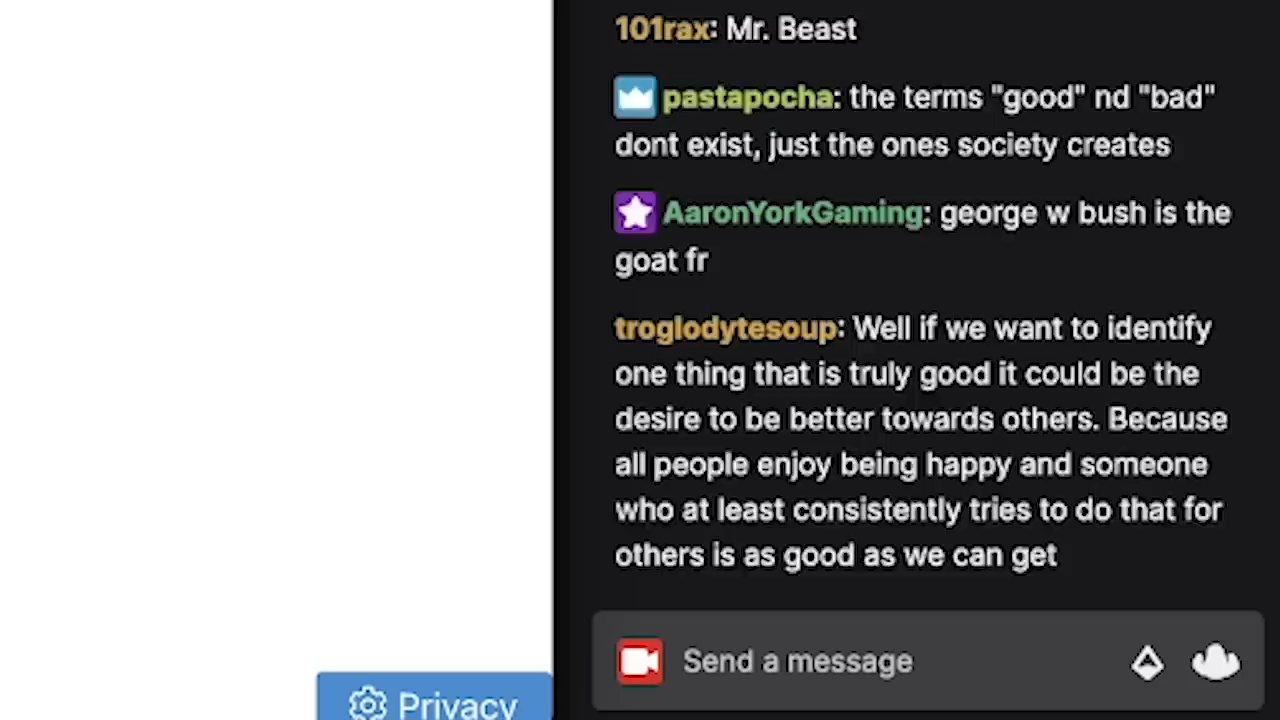 101rax: Mr. Beast
pastapocha: the terms "good" nd "bad"
dont exist, just the ones society creates
AaronYorkGaming: george w bush is the
goat fr
troglodytesoup: Well if we want to identify
one thing that is truly good it could be the
desire to be better towards others. Because
all people enjoy being happy and someone
who at least consistently tries to do that for
others is as good as we can get
Send a message
Privacy